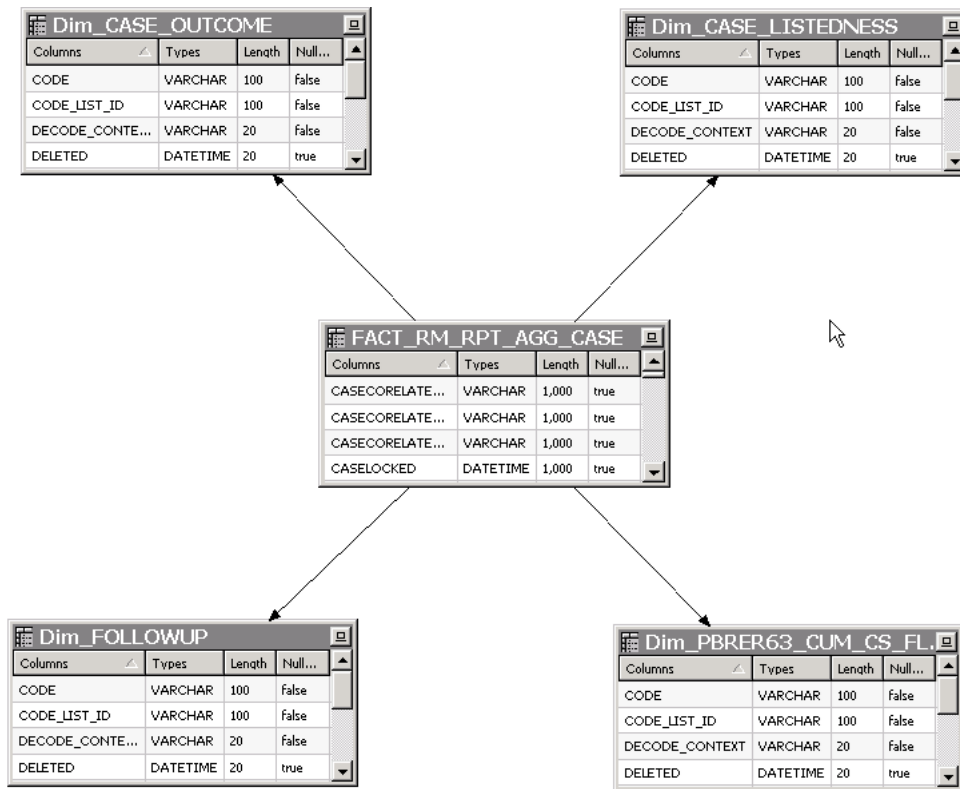 Dim_CASE_OUTCOME
Columns Types Length Null...
CODE VARCHAR 100 false
CODE_LIST_ID VARCHAR 100 false
DECODE_CONTE... VARCHAR 20 false
DELETED DATETIME 20 true
Dim_CASE_LISTEDNESS
Columns Types Length Null...
CODE VARCHAR 100 false
CODE_LIST_ID VARCHAR 100 false
DECODE_CONTEXT VARCHAR 20 false
DELETED DATETIME 20 true
FACT_RM_RPT_AGG_CASE
Columns Types Length Null...
CASECORELATE... VARCHAR 1,000 true
CASECORELATE... VARCHAR 1,000 true
CASECORELATE... VARCHAR 1,000 true
CASELOCKED DATETIME 1,000 true
Dim_FOLLOWUP
Columns Types Length Null...
CODE VARCHAR 100 false
CODE_LIST_ID VARCHAR 100 false
DECODE_CONTE... VARCHAR 20 false
DELETED DATETIME 20 true
Dim_PBRER63_CUM_CS_FL.
Columns Types Length Null...
CODE VARCHAR 100 false
CODE_LIST_ID VARCHAR 100 false
DECODE_CONTEXT VARCHAR 20 false
DELETED DATETIME 20 true